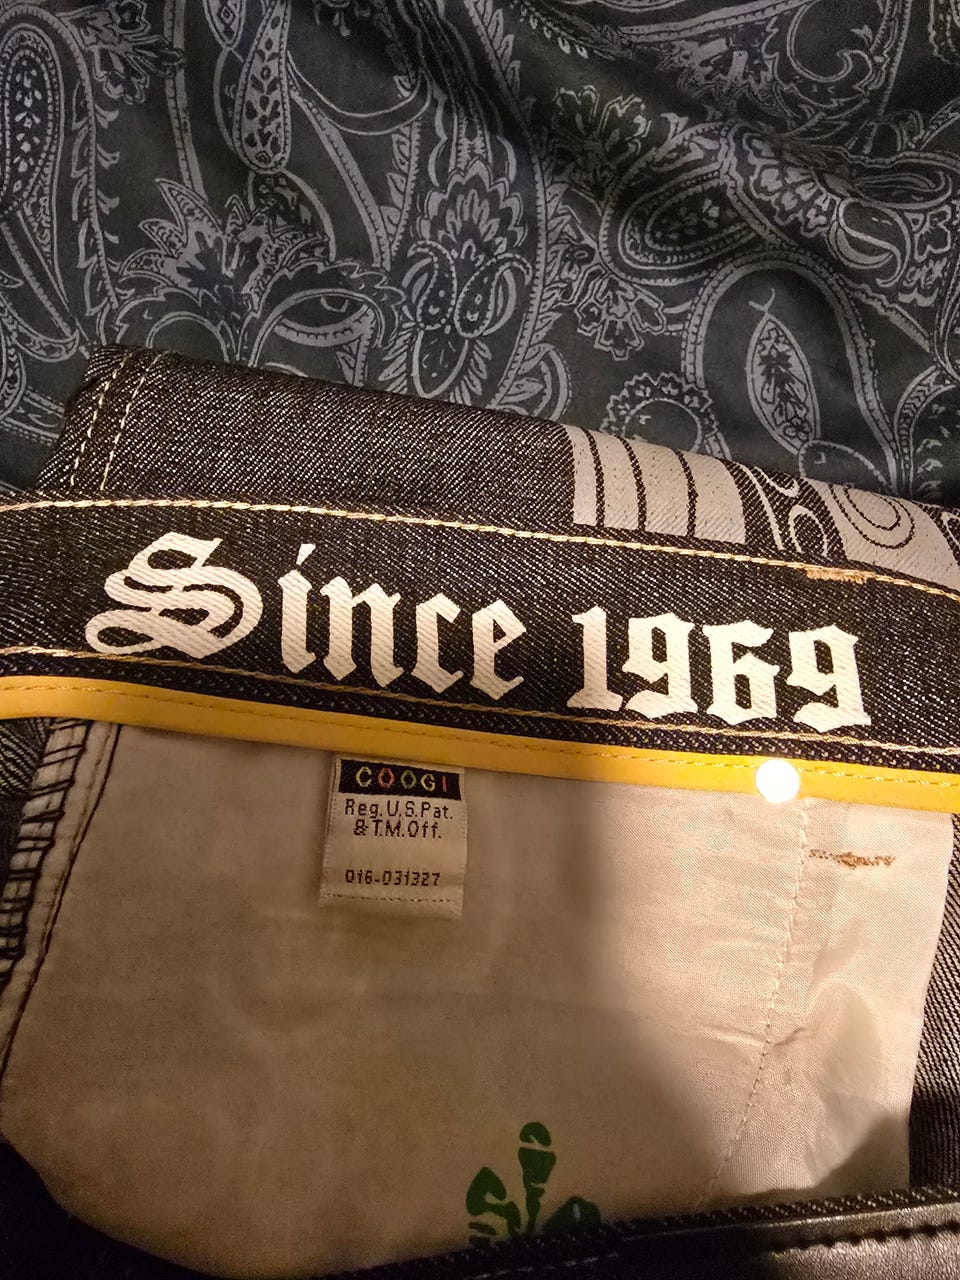 Since 1969
COOGI
Reg.U.S.Pat.
& T.M.Off.
016-031327